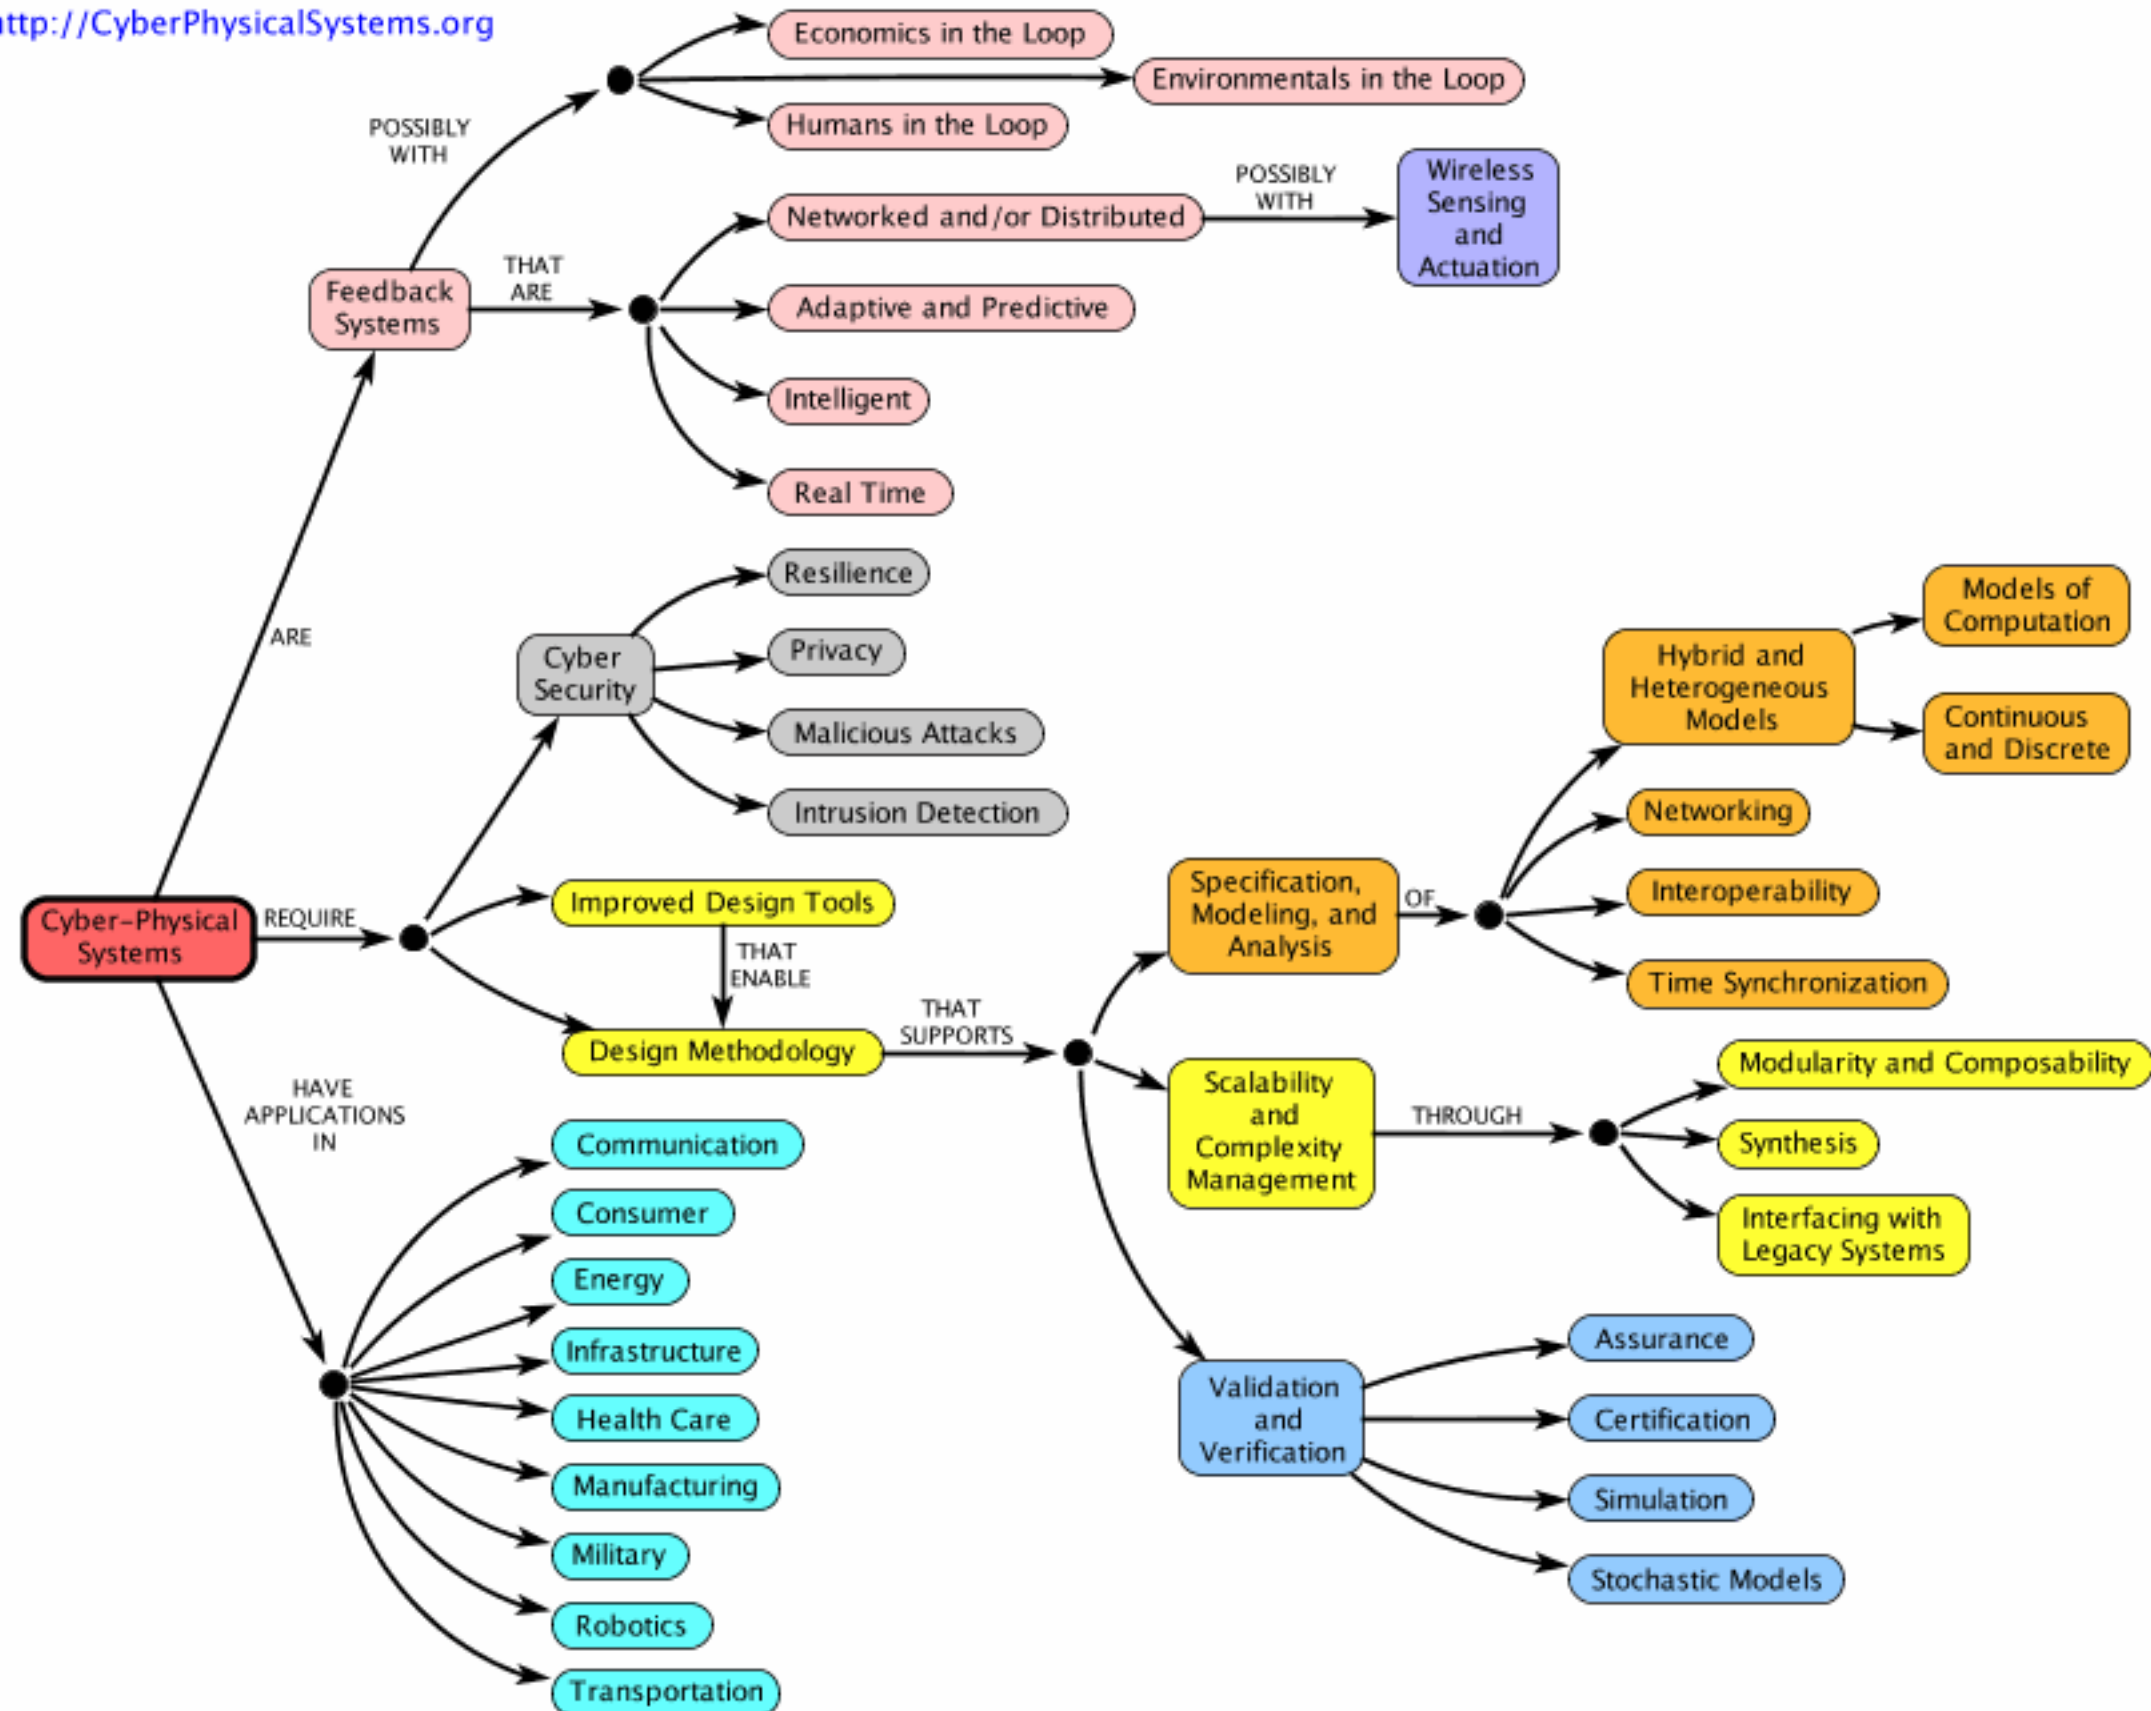 ttp://CyberPhysicalSystems.org
Economics in the Loop
Environmentals in the Loop
Humans in the Loop
POSSIBLY
WITH
Networked and/or Distributed
POSSIBLY
WITH
Wireless
Sensing
and
Actuation
Feedback
Systems
THAT
ARE
Adaptive and Predictive
Intelligent
Real Time
ARE
Cyber
Security
Resilience
Privacy
Malicious Attacks
Intrusion Detection
Hybrid and
Heterogeneous
Models
Models of
Computation
Continuous
and Discrete
Networking
Interoperability
Time Synchronization
Cyber-Physical
Systems
REQUIRE
Improved Design Tools
THAT
ENABLE
Design Methodology
THAT
SUPPORTS
Specification,
Modeling, and
Analysis
OF
Scalability
and
Complexity
Management
THROUGH
Modularity and Composability
Synthesis
Interfacing with
Legacy Systems
HAVE
APPLICATIONS
IN
Communication
Consumer
Energy
Infrastructure
Health Care
Manufacturing
Military
Robotics
Transportation
Validation
and
Verification
Assurance
Certification
Simulation
Stochastic Models